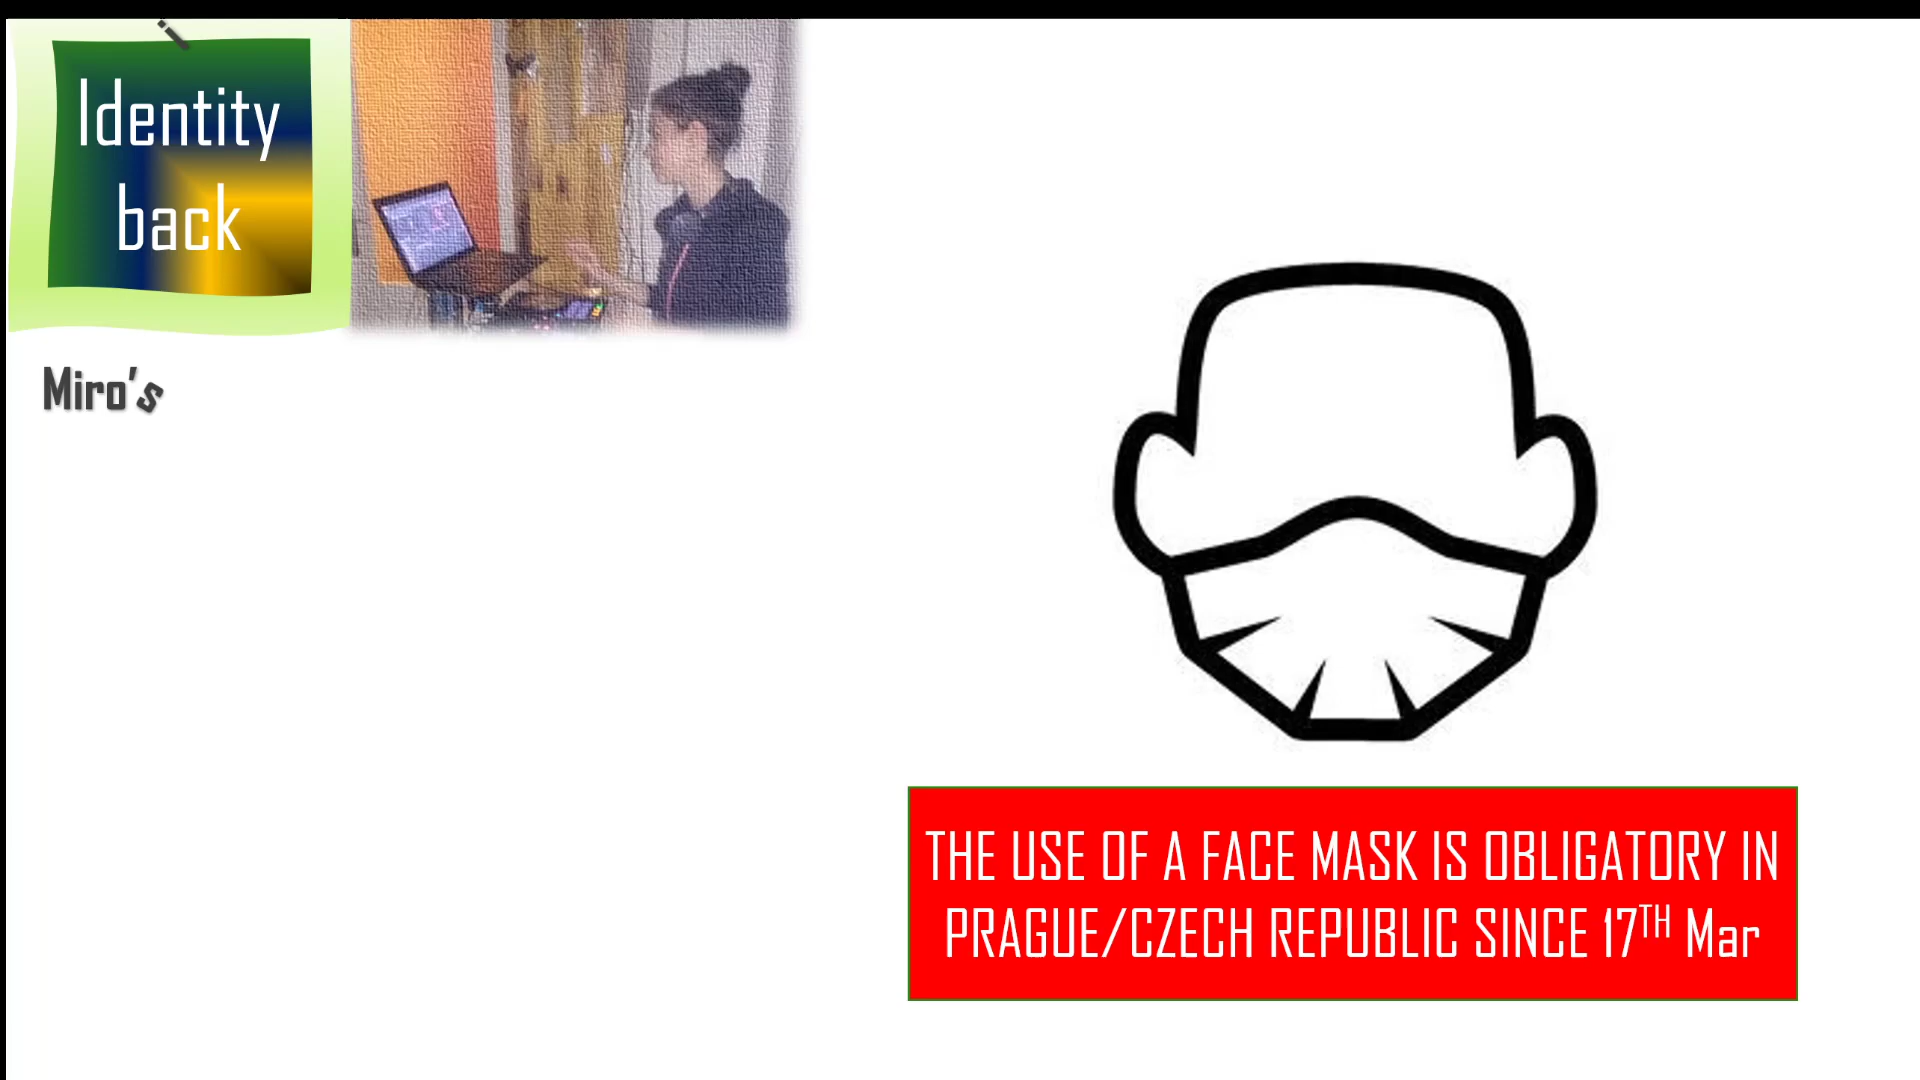 Identity
back
Miro's
THE USE OF A FACE MASK IS OBLIGATORY IN
PRAGUE/CZECH REPUBLIC SINCE 17TH Mar